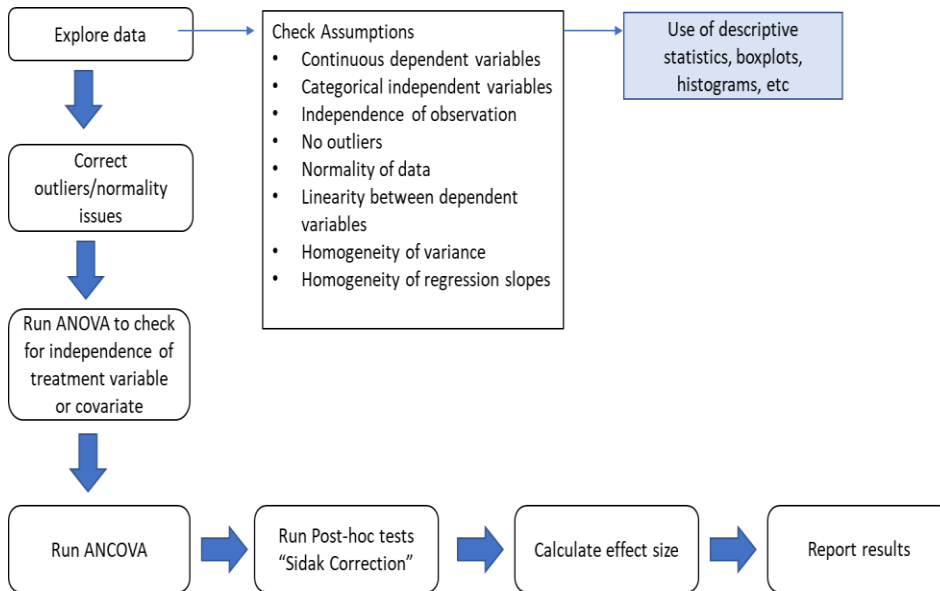 Explore data
Check Assumptions
• Continuous dependent variables
• Categorical independent variables
• Independence of observation
• No outliers
• Normality of data
• Linearity between dependent
variables
• Homogeneity of variance
• Homogeneity of regression slopes
Use of descriptive
statistics, boxplots,
histograms, etc
Correct
outliers/normality
issues
Run ANOVA to check
for independence of
treatment variable
or covariate
Run ANCOVA
Run Post-hoc tests
“Sidak Correction”
Calculate effect size
Report results